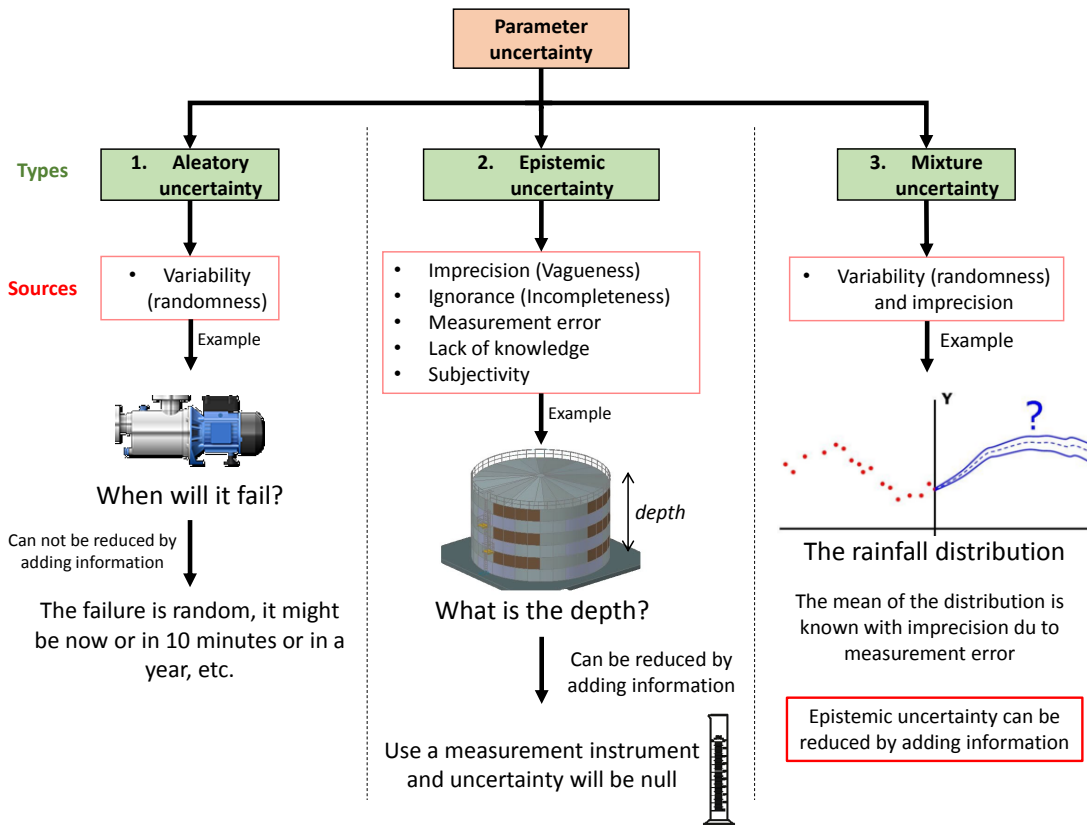 Parameter
uncertainty
Types
1. Aleatory
uncertainty
2. Epistemic
uncertainty
3. Mixture
uncertainty
Sources
• Variability
(randomness)
• Imprecision (Vagueness)
• Ignorance (Incompleteness)
• Measurement error
• Lack of knowledge
• Subjectivity
• Variability (randomness)
and imprecision
Example
Example
Example
When will it fail?
Can not be reduced by
adding information
The failure is random, it might
be now or in 10 minutes or in a
year, etc.
depth
What is the depth?
Can be reduced by
adding information
Use a measurement instrument
and uncertainty will be null
Y
?
The rainfall distribution
The mean of the distribution is
known with imprecision du to
measurement error
Epistemic uncertainty can be
reduced by adding information